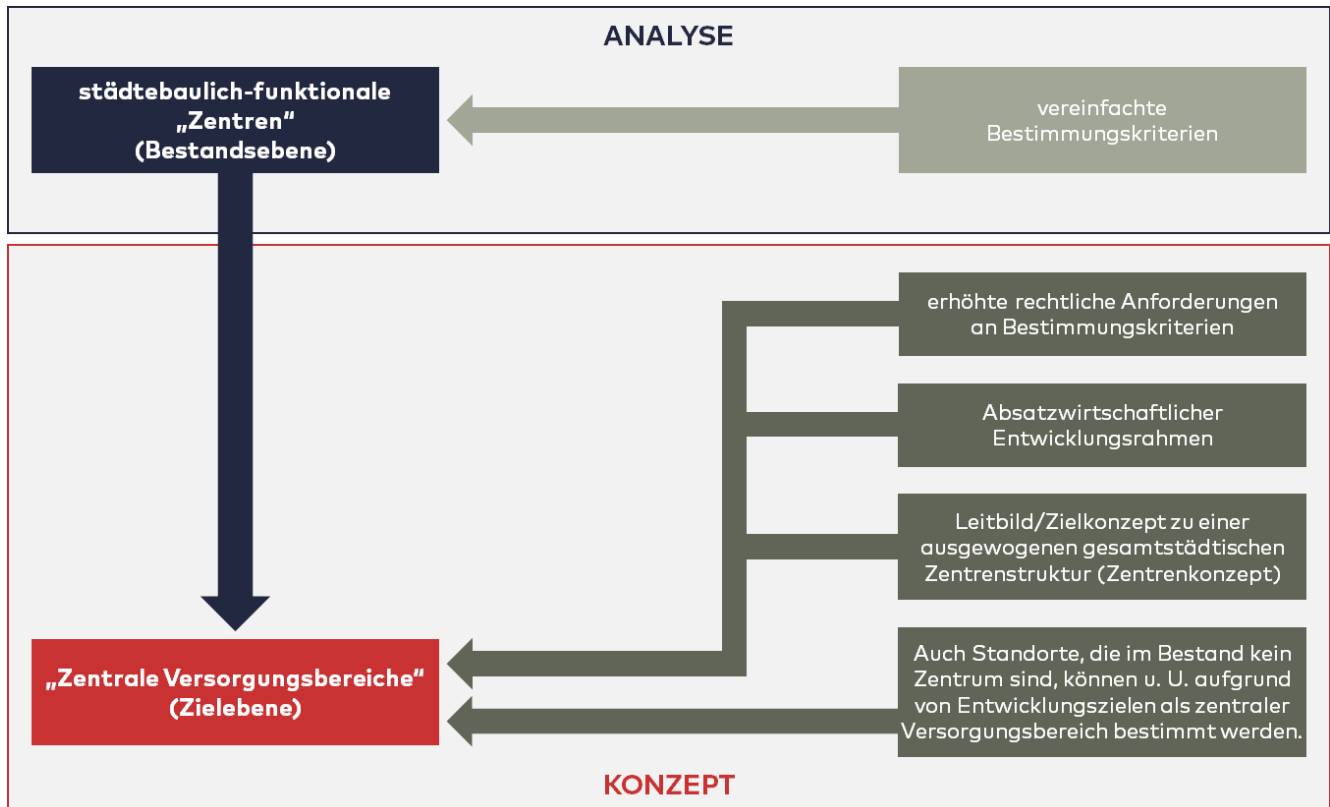 ANALYSE
städtebaulich-funktionale
„Zentren“
(Bestandsebene)
vereinfachte
Bestimmungskriterien
erhöhte rechtliche Anforderungen
an Bestimmungskriterien
Absatzwirtschaftlicher
Entwicklungsrahmen
Leitbild/Zielkonzept zu einer
ausgewogenen gesamtstädtischen
Zentrenstruktur (Zentrenkonzept)
„Zentrale Versorgungsbereiche“
(Zielebene)
Auch Standorte, die im Bestand kein
Zentrum sind, können u. U. aufgrund
von Entwicklungszielen als zentraler
Versorgungsbereich bestimmt werden.
KONZEPT